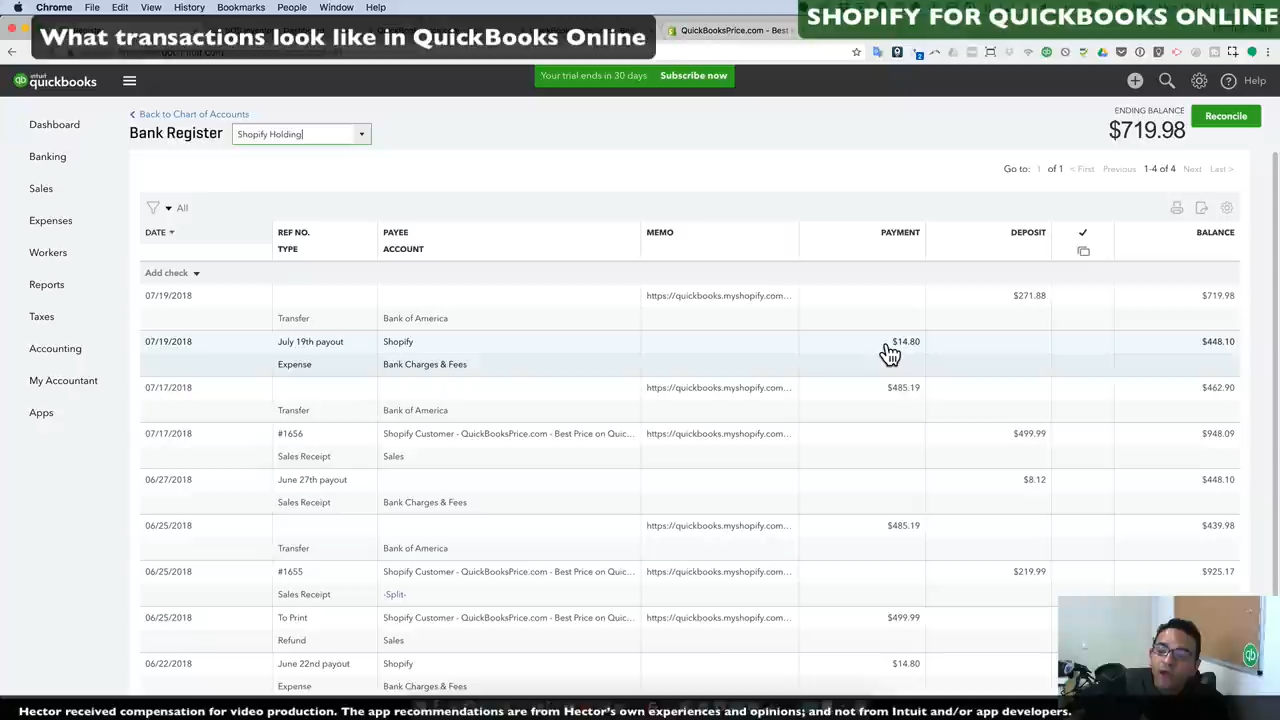 Chrome File Edit View History Bookmarks People Window Help
SHOPIFY FOR QUICKBOOKS ONLINE
What transactions look like in QuickBooks Online
QuickBooksPrice.com - Best
intuit quickbooks
Your trial ends in 30 days Subscribe now
Help
Dashboard
Banking
Sales
Expenses
Workers
Reports
Taxes
Accounting
My Accountant
Apps
Back to Chart of Accounts
Bank Register Shopify Holding
ENDING BALANCE
$719.98
Reconcile
Go to: 1 of 1 < First Previous 1-4 of 4 Next Last >
All
DATE REF NO. PAYEE MEMO PAYMENT DEPOSIT ✓ BALANCE
TYPE ACCOUNT
Add check
07/19/2018 https://quickbooks.myshopify.com... $271.88 $719.98
Transfer Bank of America
07/19/2018 July 19th payout Shopify $14.80 $448.10
Expense Bank Charges & Fees
07/17/2018 https://quickbooks.myshopify.com... $485.19 $462.90
Transfer Bank of America
07/17/2018 #1656 Shopify Customer - QuickBooksPrice.com - Best Price on Quic... https://quickbooks.myshopify.com... $499.99 $948.09
Sales Receipt Sales
06/27/2018 June 27th payout $8.12 $448.10
Sales Receipt Bank Charges & Fees
06/25/2018 https://quickbooks.myshopify.com... $485.19 $439.98
Transfer Bank of America
06/25/2018 #1655 Shopify Customer - QuickBooksPrice.com - Best Price on Quic... https://quickbooks.myshopify.com... $219.99 $925.17
Sales Receipt -Split-
06/25/2018 To Print Shopify Customer - QuickBooksPrice.com - Best Price on Quic... https://quickbooks.myshopify.com... $499.99
Refund Sales
06/22/2018 June 22nd payout Shopify $14.80
Expense Bank Charges & Fees
Hector received compensation for video production. The app recommendations are from Hector's own experiences and opinions; and not from Intuit and/or app developers.